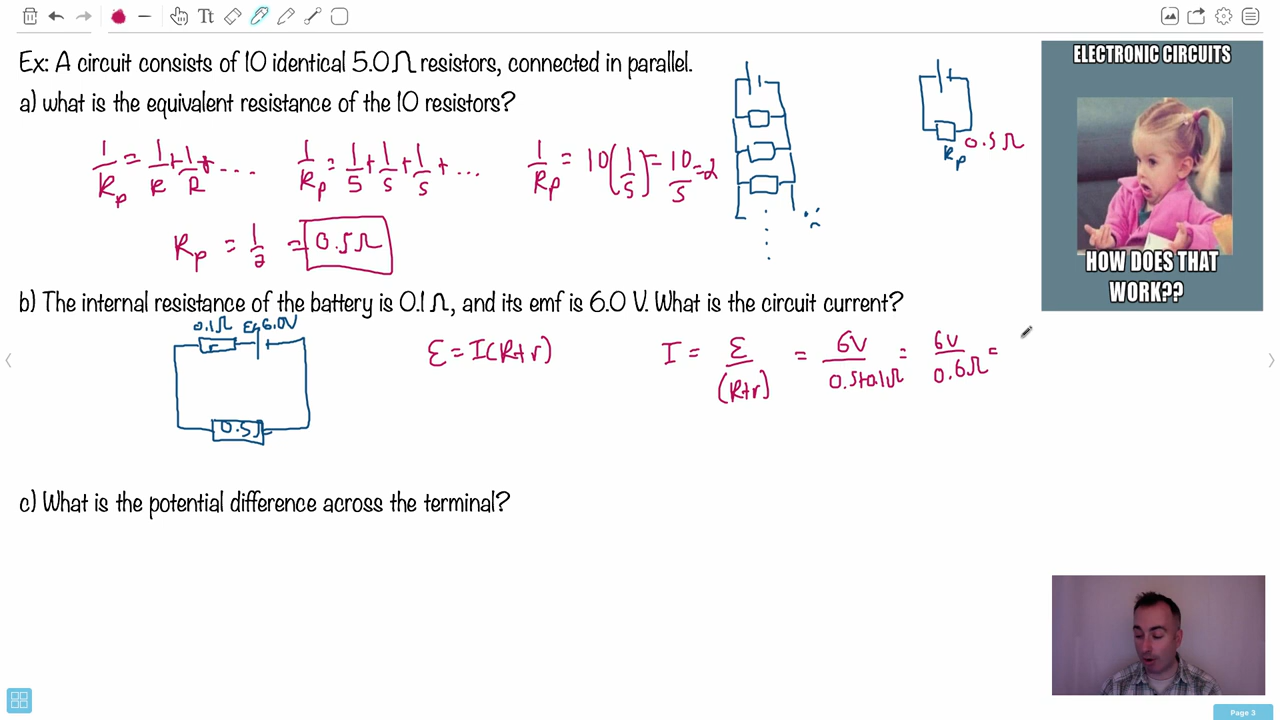 Tt
Ex: A circuit consists of 10 identical 5.0Ω resistors, connected in parallel.
a) what is the equivalent resistance of the 10 resistors?
1/Rp = 1/R + 1/R + ...
1/Rp = 1/5 + 1/5 + 1/5 + ...
1/Rp = 10(1/5) = 10/5 = 2
Rp = 1/2 = 0.5Ω
Rp
0.5Ω
ELECTRONIC CIRCUITS
HOW DOES THAT
WORK??
b) The internal resistance of the battery is 0.1Ω, and its emf is 6.0 V. What is the circuit current?
0.1Ω
ε=6.0V
r
0.5Ω
ε = I(R+r)
I = ε/(R+r) = 6V/0.5+0.1Ω = 6V/0.6Ω =
c) What is the potential difference across the terminal?
Page 3